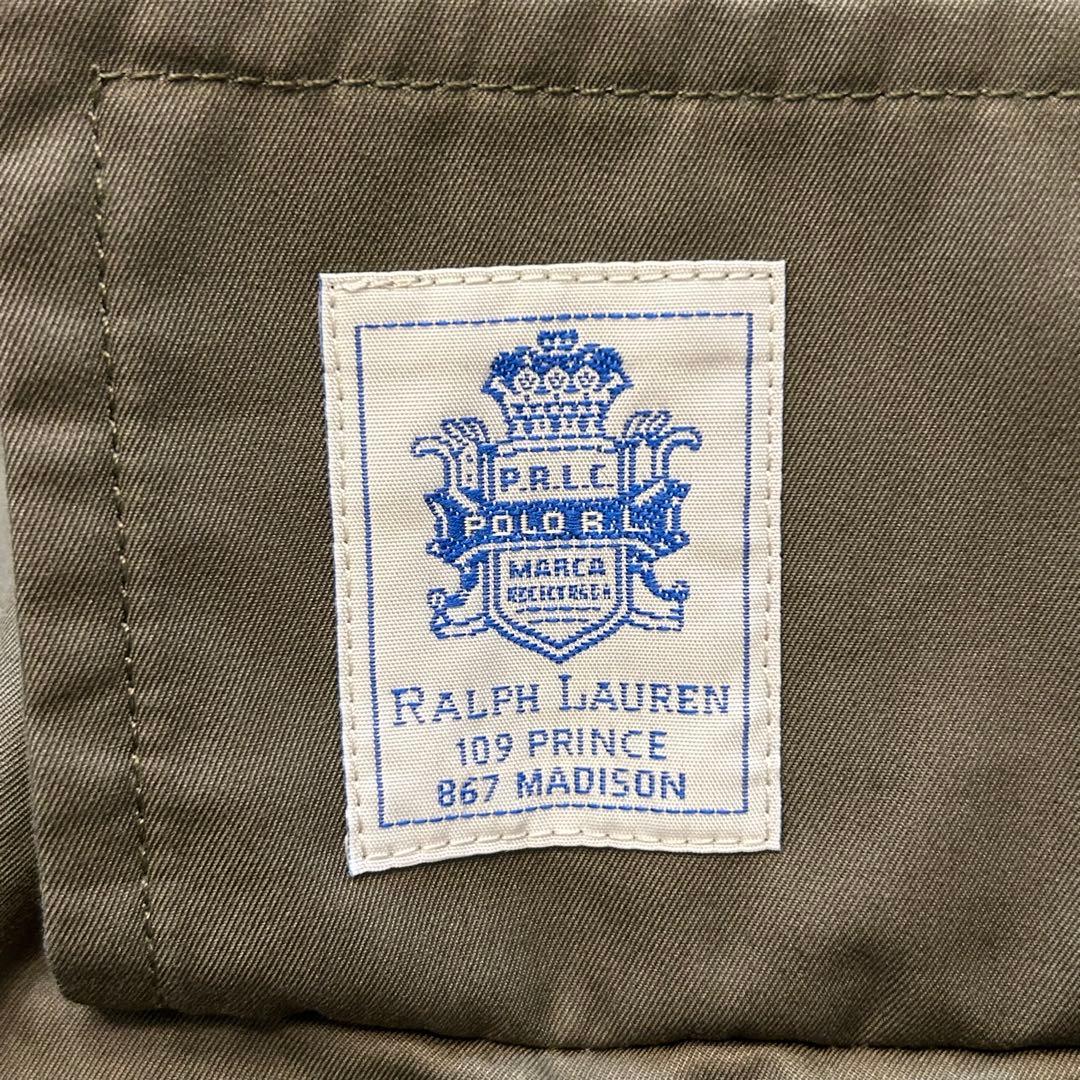 P.R.L.C.
POLO R.L.
MARCA
RALPH LAUREN
109 PRINCE
867 MADISON